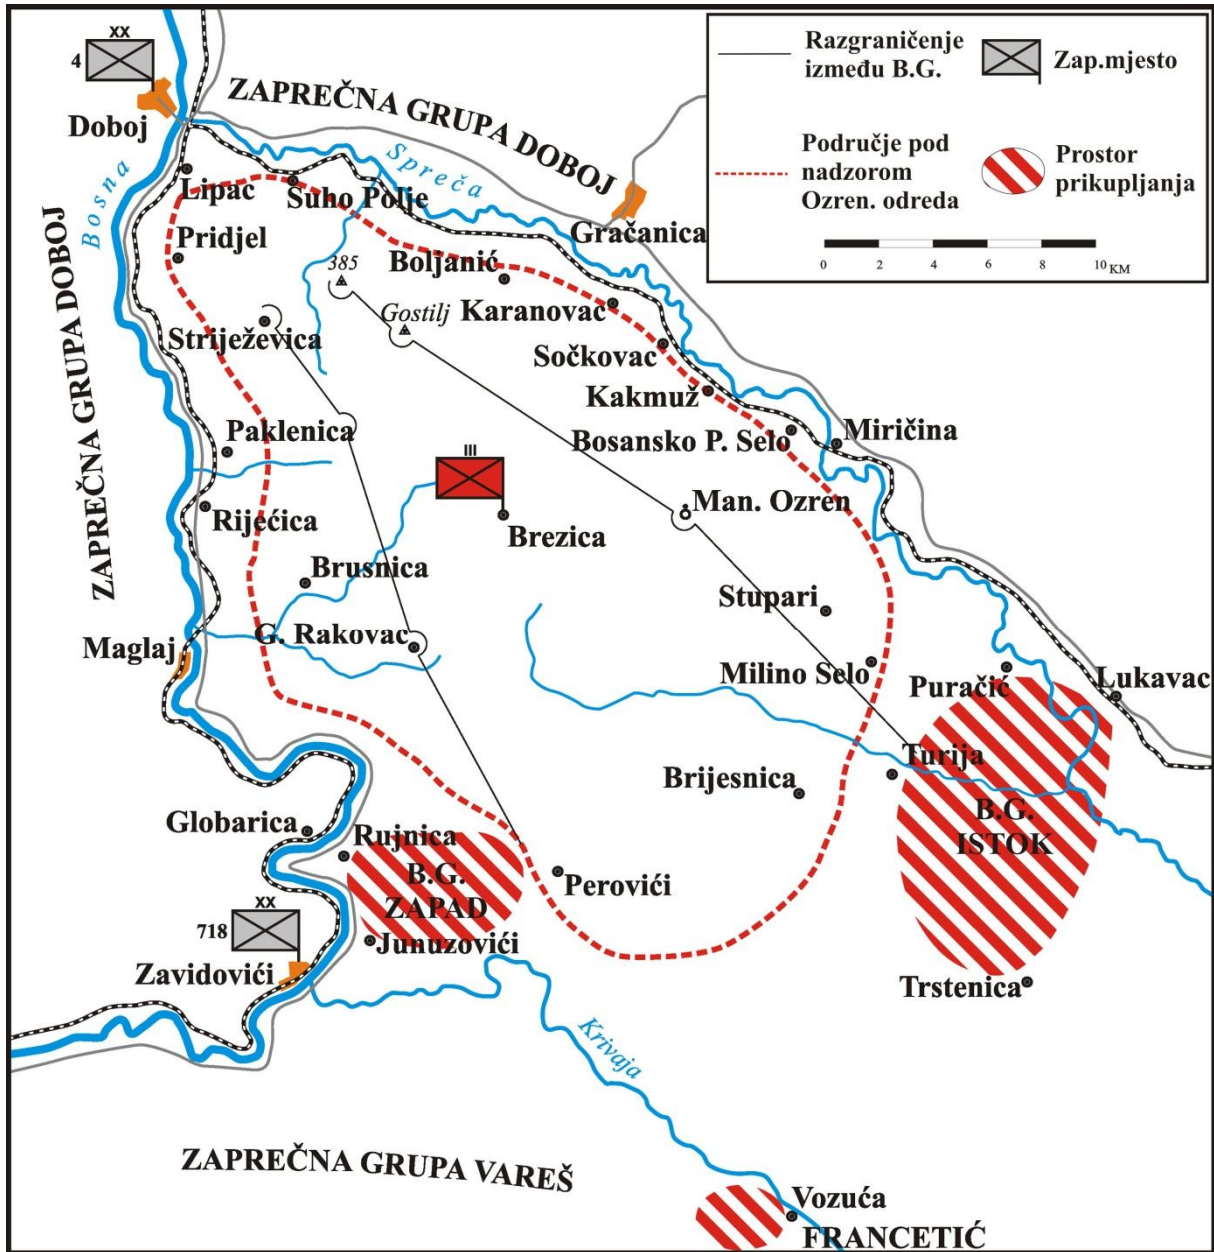 XX
4
Doboj
ZAPREČNA GRUPA DOBOJ
Razgraničenje
između B.G.
Zap.mjesto
Područje pod
nadzorom
Ozren. odreda
Prostor
prikupljanja
0 2 4 6 8 10 KM
Bosna
Spreča
Lipac
Suho Polje
Gračanica
ZAPREČNA GRUPA DOBOJ
Pridjel
385
Boljanić
Gostilj
Karanovac
Striježevica
Sočkovac
Kakmuž
Paklenica
Bosansko P. Selo
Miričina
III
Man. Ozren
Rijećica
Brezica
Brusnica
Stupari
G. Rakovac
Maglaj
Milino Selo
Puračić
Lukavac
Turija
Brijesnica
B.G.
ISTOK
Globarica
Rujnica
B.G.
ZAPAD
Perovići
XX
718
Junuzovići
Zavidovići
Trstenica
Krivaja
ZAPREČNA GRUPA VAREŠ
Vozuća
FRANCETIĆ